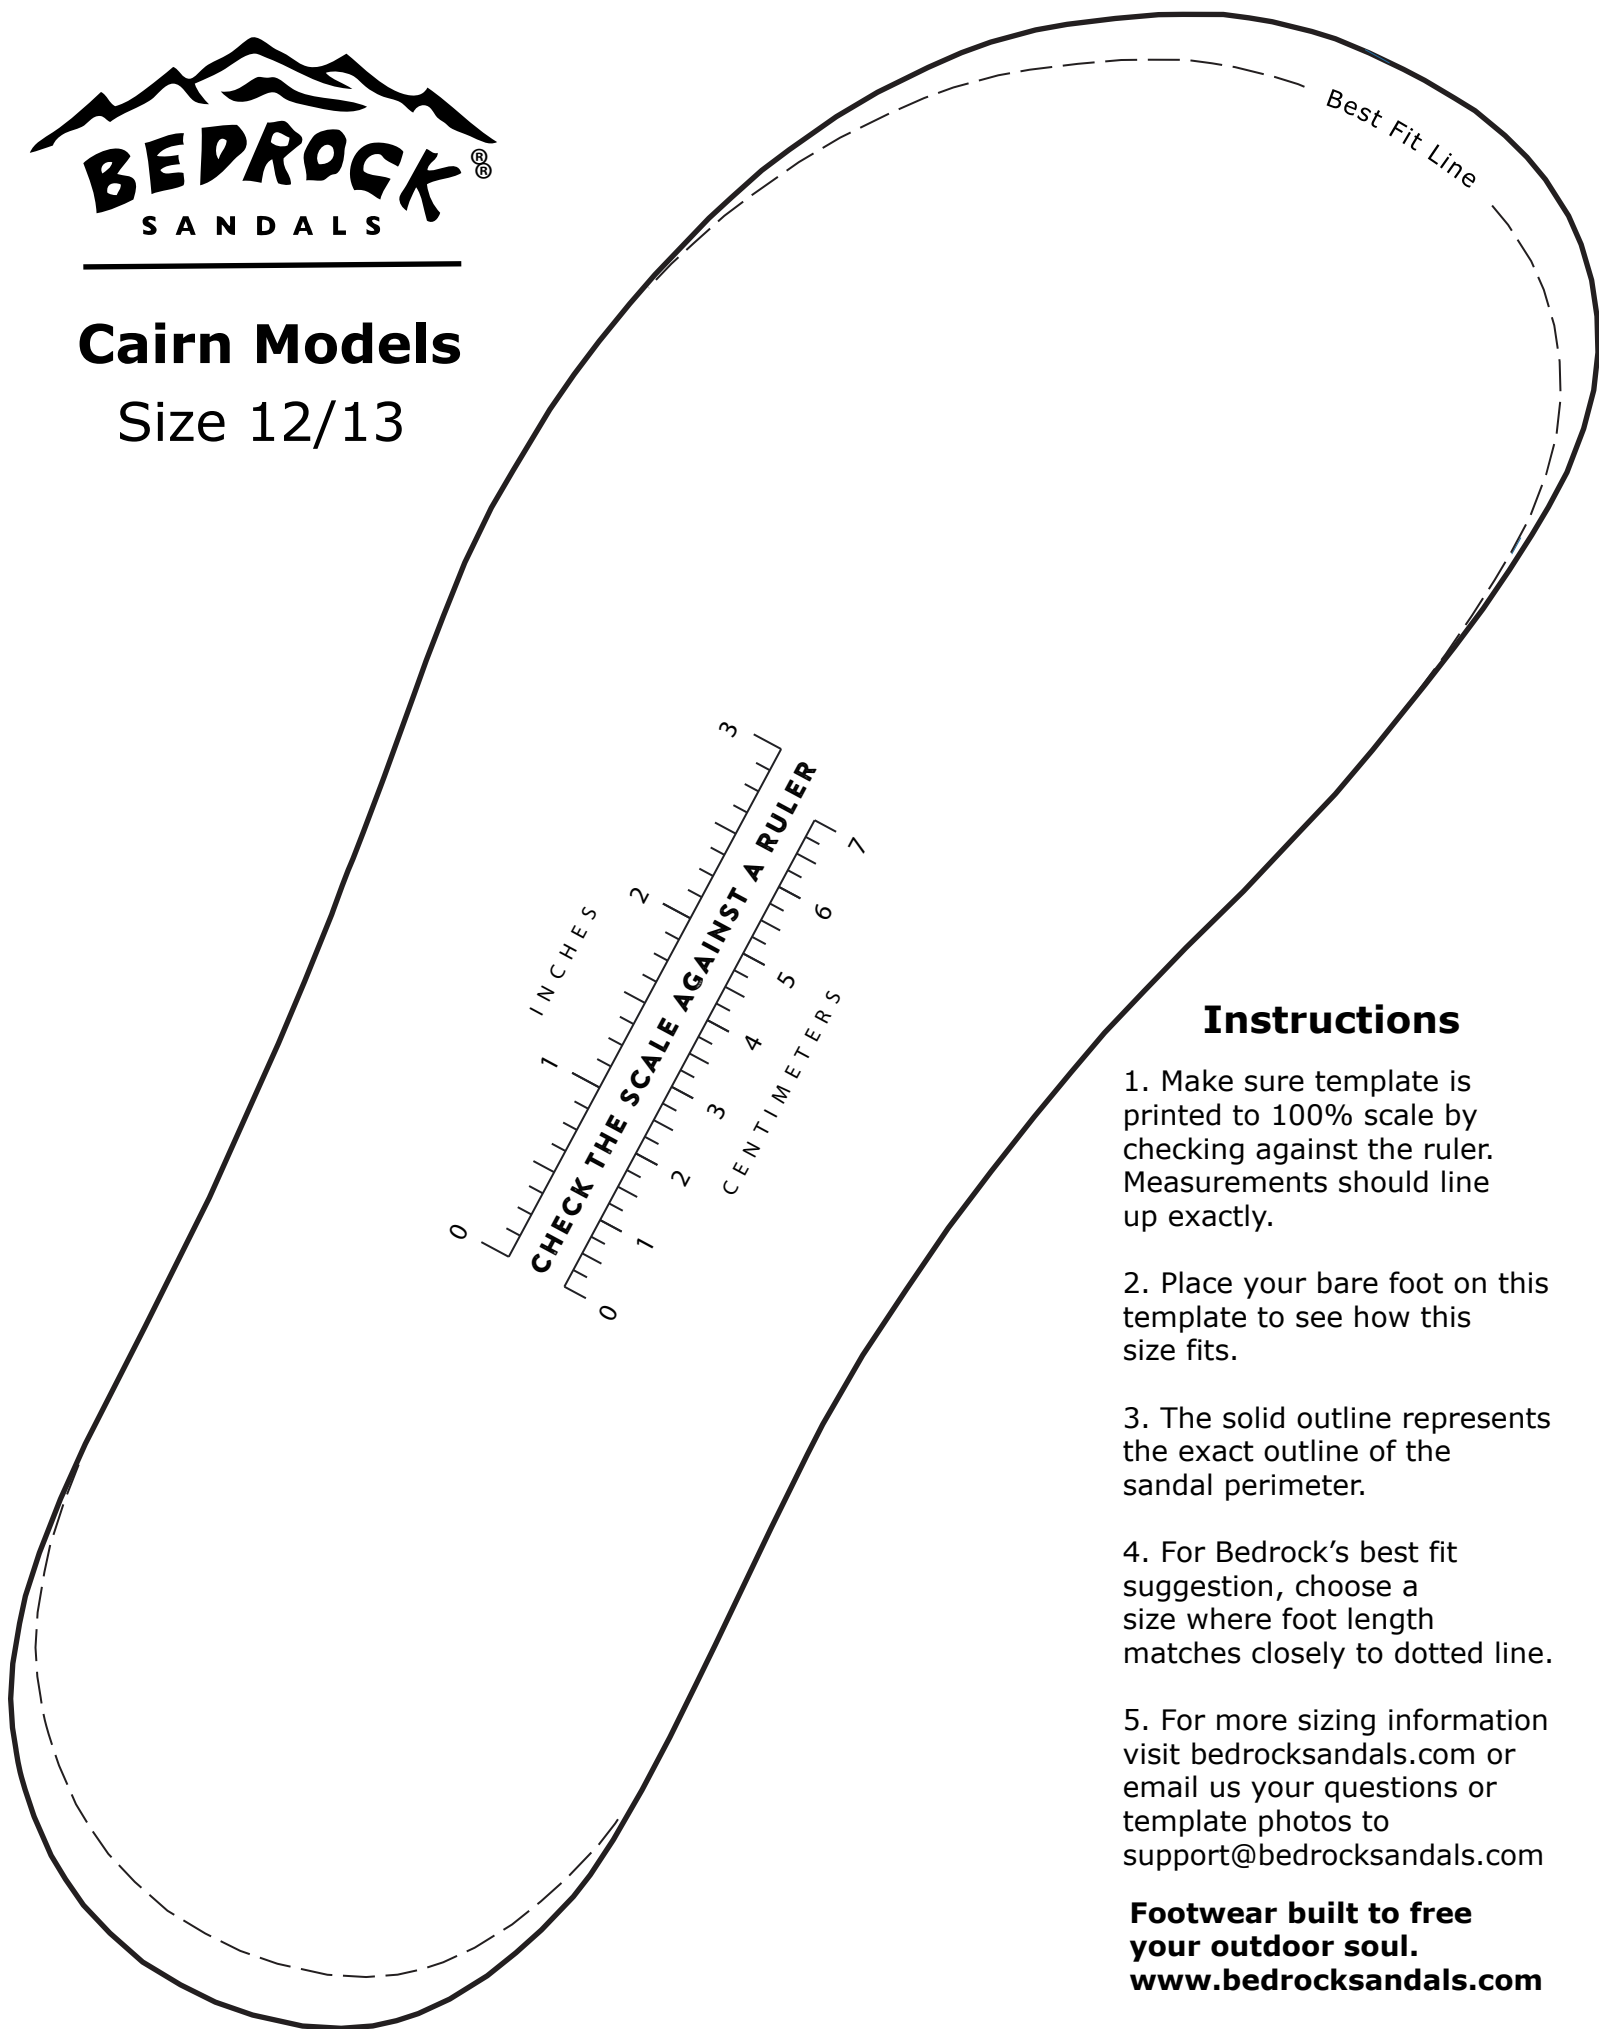 BEDROCK®®
SANDALS
Cairn Models
Size 12/13
Best Fit Line
INCHES
0 1 2 3
CHECK THE SCALE AGAINST A RULER
0 1 2 3 4 5 6 7
CENTIMETERS
Instructions
1. Make sure template is
printed to 100% scale by
checking against the ruler.
Measurements should line
up exactly.
2. Place your bare foot on this
template to see how this
size fits.
3. The solid outline represents
the exact outline of the
sandal perimeter.
4. For Bedrock’s best fit
suggestion, choose a
size where foot length
matches closely to dotted line.
5. For more sizing information
visit bedrocksandals.com or
email us your questions or
template photos to
support@bedrocksandals.com
Footwear built to free
your outdoor soul.
www.bedrocksandals.com